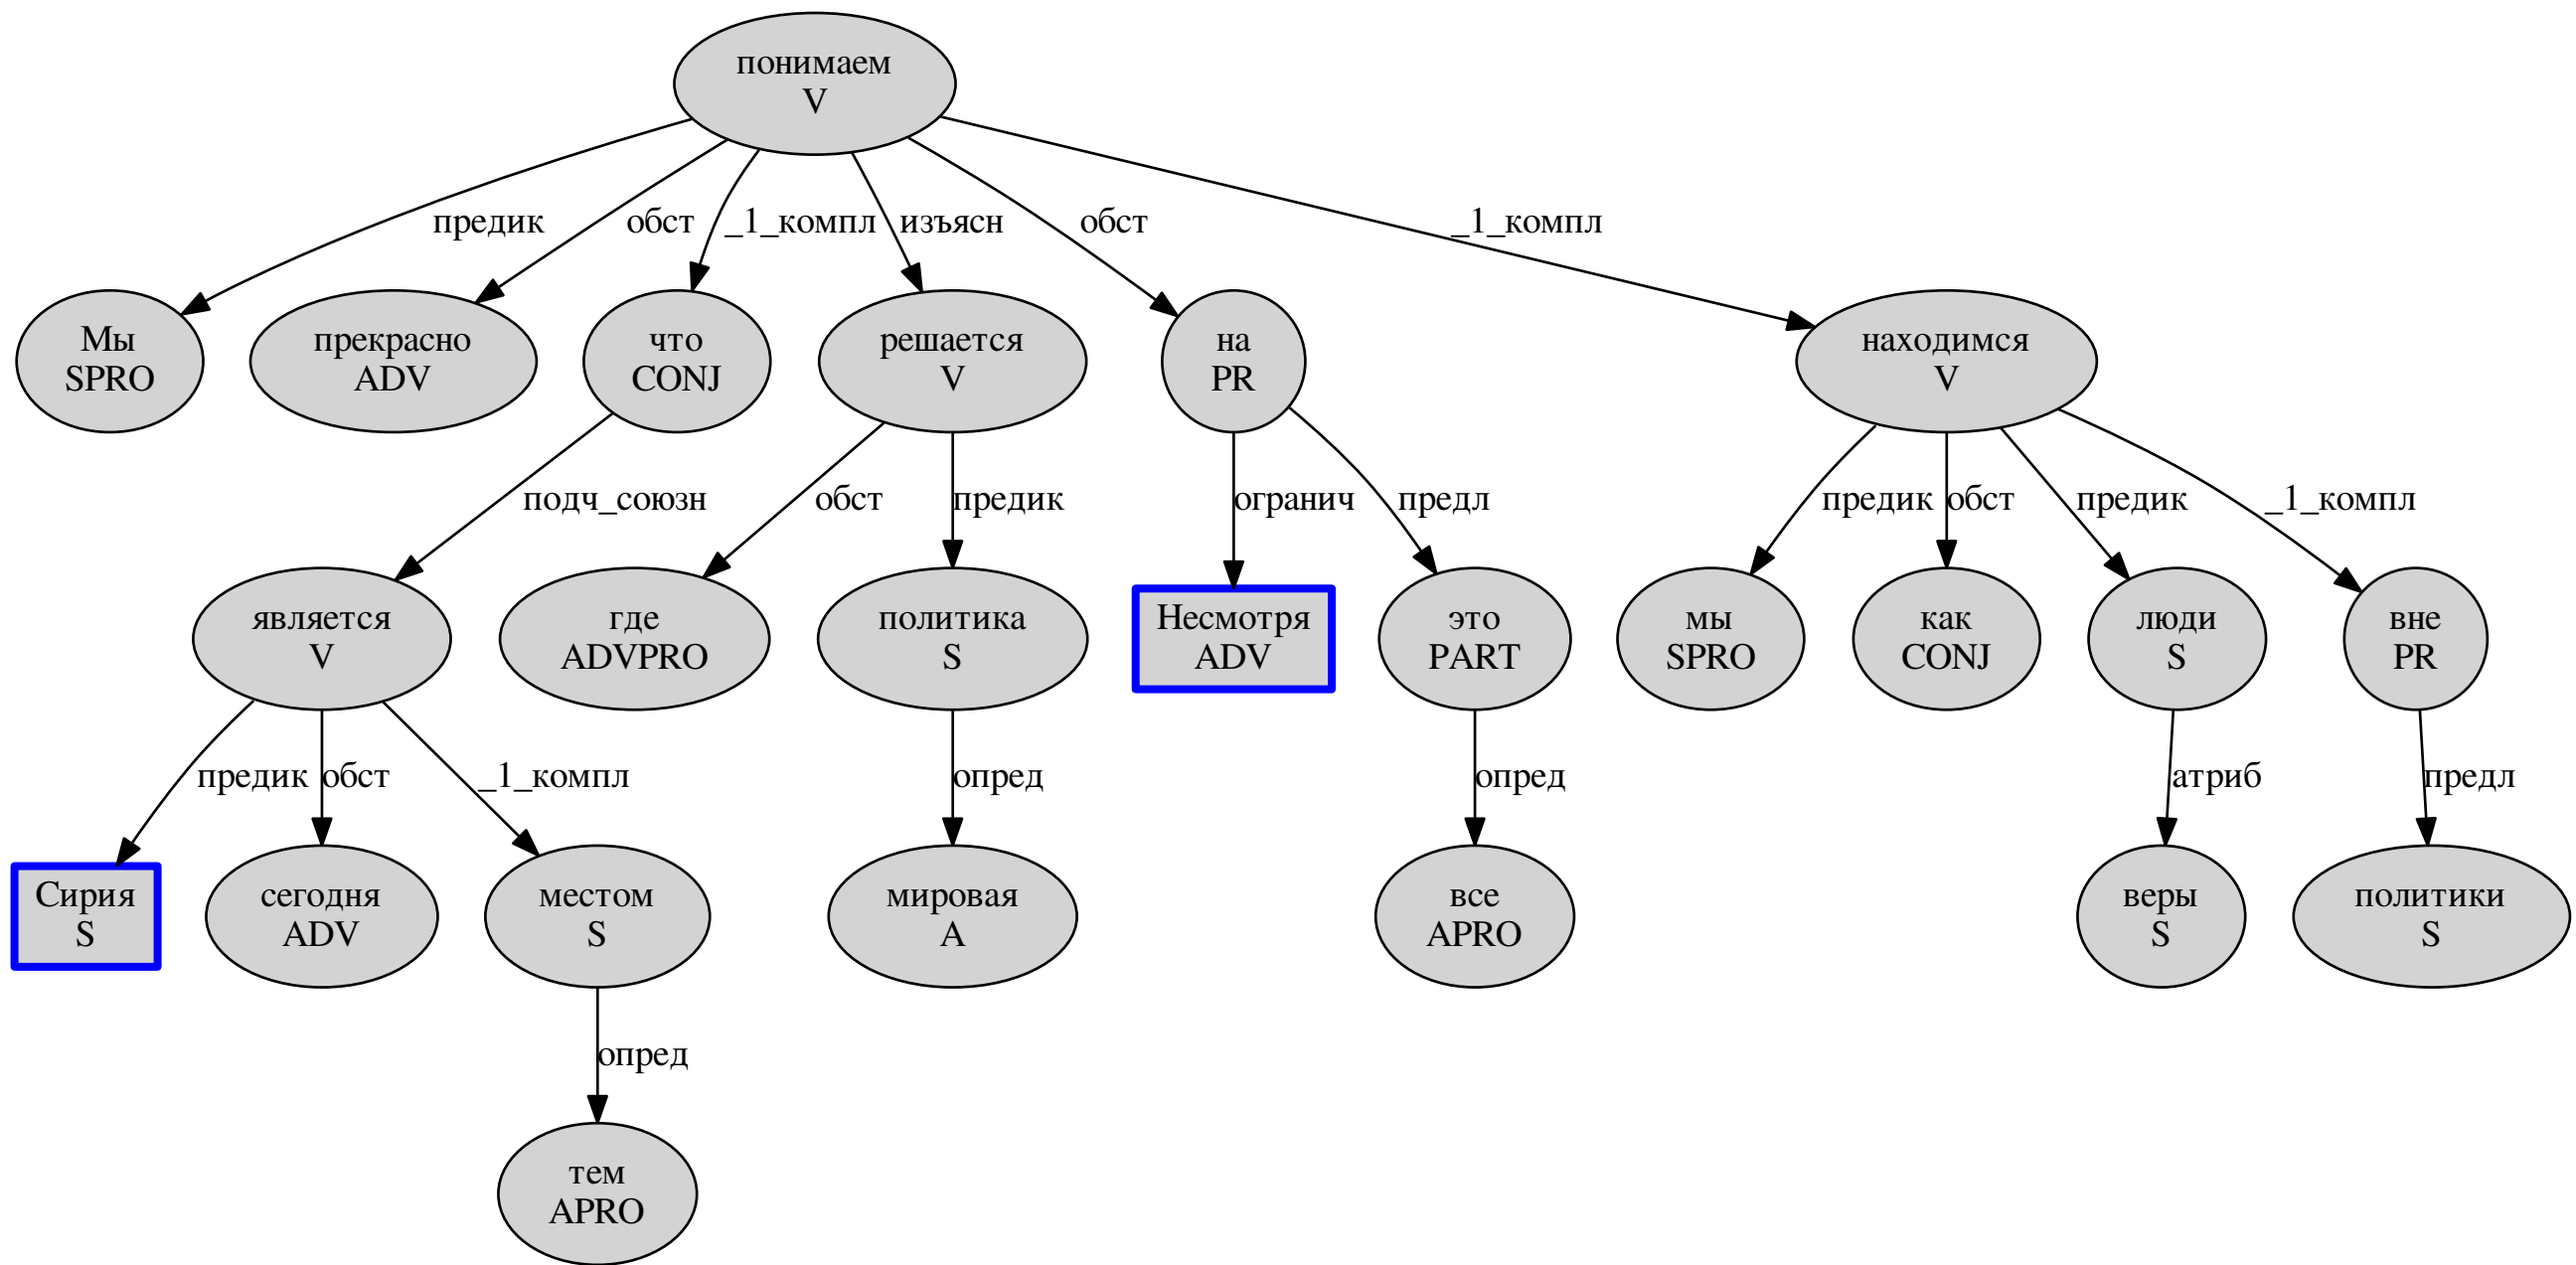 понимаем
V
предик
обст
_1_компл
изъясн
обст
_1_компл
Мы
SPRO
прекрасно
ADV
что
CONJ
решается
V
на
PR
находимся
V
подч_союзн
обст
предик
огранич
предл
предик
обст
предик
_1_компл
является
V
где
ADVPRO
политика
S
Несмотря
ADV
это
PART
мы
SPRO
как
CONJ
люди
S
вне
PR
предик
обст
_1_компл
опред
опред
атриб
предл
Сирия
S
сегодня
ADV
местом
S
мировая
A
все
APRO
веры
S
политики
S
опред
тем
APRO